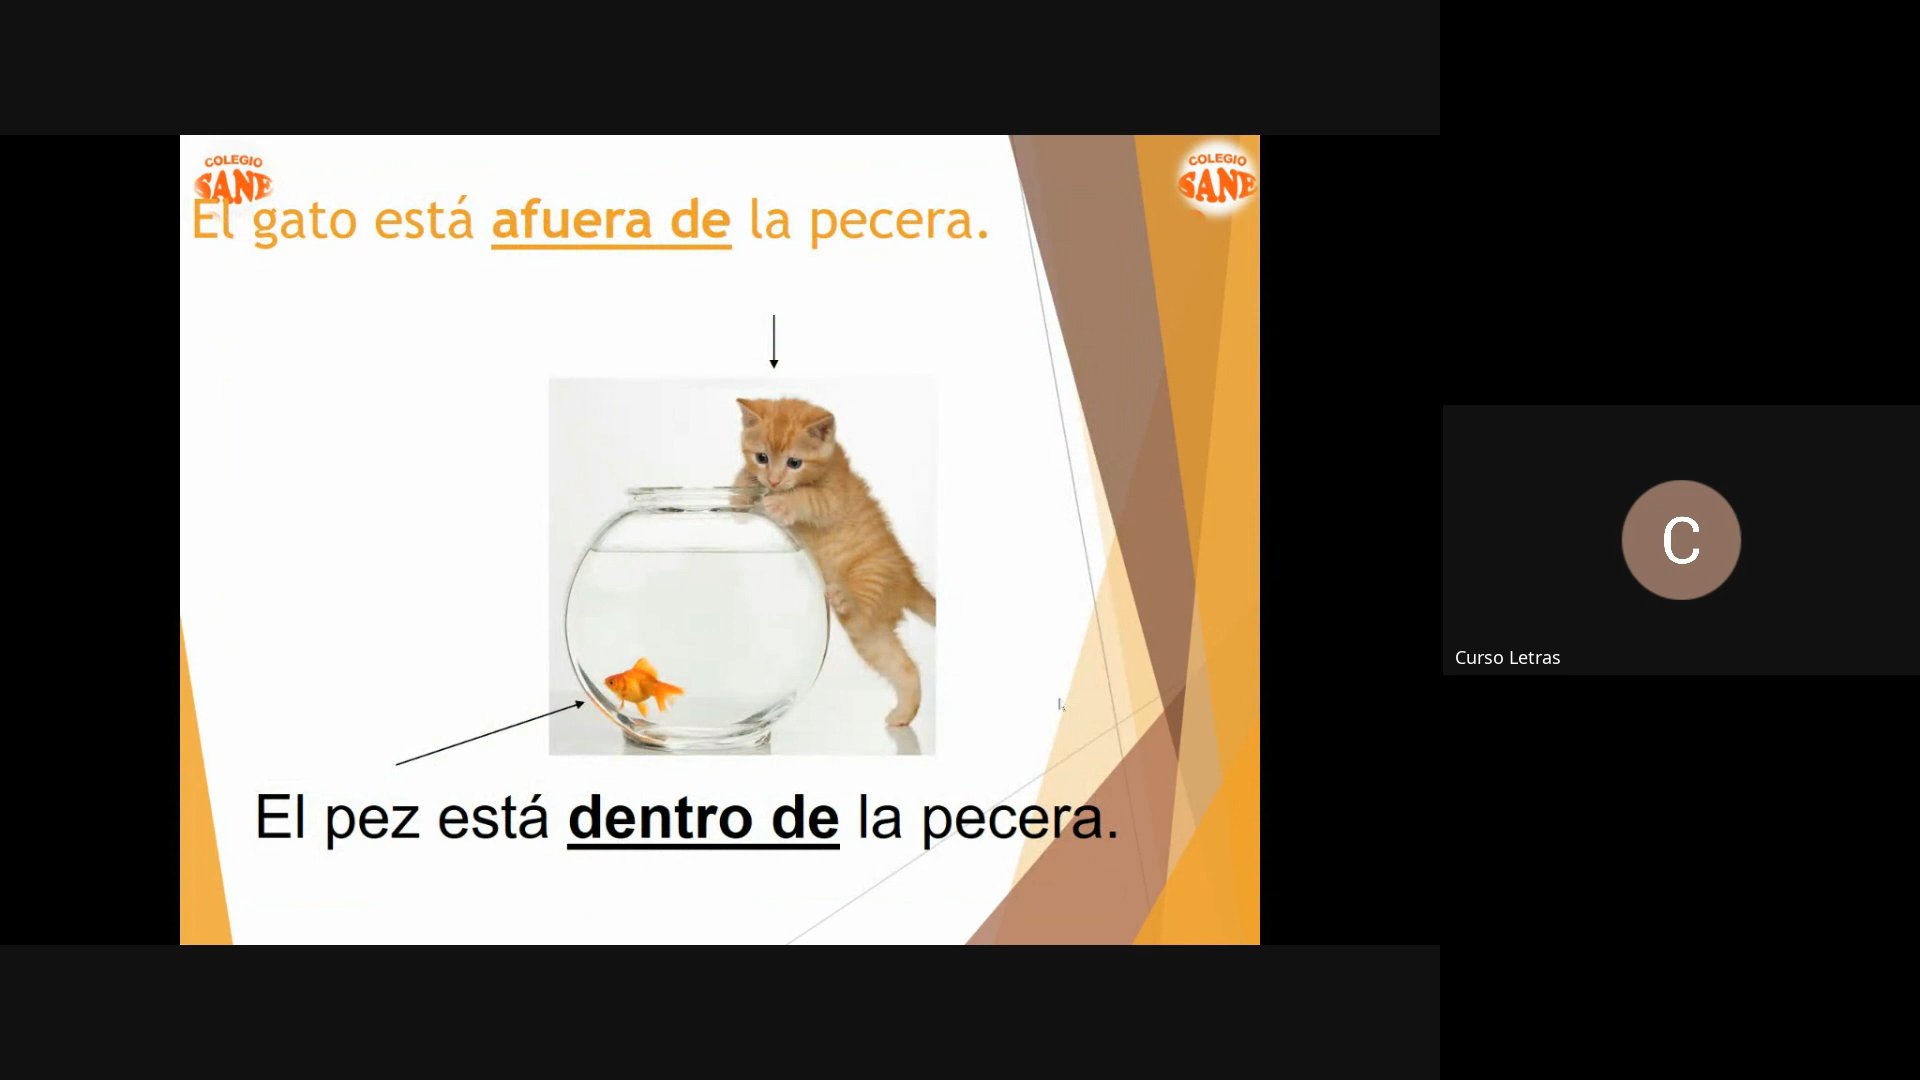 COLEGIO
SANE
COLEGIO
SANE
El gato está afuera de la pecera.
El pez está dentro de la pecera.
C
Curso Letras